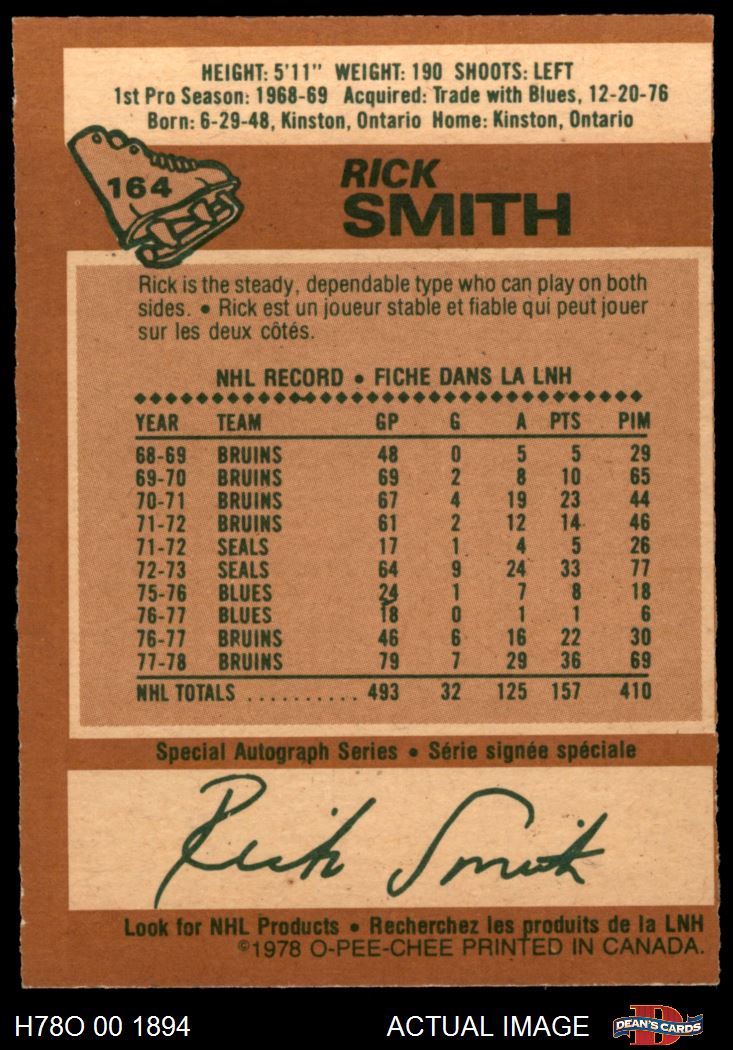 HEIGHT: 5'11" WEIGHT: 190 SHOOTS: LEFT
1st Pro Season: 1968-69 Acquired: Trade with Blues, 12-20-76
Born: 6-29-48, Kinston, Ontario Home: Kinston, Ontario
164
RICK
SMITH
Rick is the steady, dependable type who can play on both
sides. • Rick est un joueur stable et fiable qui peut jouer
sur les deux côtés.
NHL RECORD • FICHE DANS LA LNH
YEAR TEAM GP G A PTS PIM
68-69 BRUINS 48 0 5 5 29
69-70 BRUINS 69 2 8 10 65
70-71 BRUINS 67 4 19 23 44
71-72 BRUINS 61 2 12 14 46
71-72 SEALS 17 1 4 5 26
72-73 SEALS 64 9 24 33 77
75-76 BLUES 24 1 7 8 18
76-77 BLUES 18 0 1 1 6
76-77 BRUINS 46 6 16 22 30
77-78 BRUINS 79 7 29 36 69
NHL TOTALS .......... 493 32 125 157 410
Special Autograph Series • Série signée spéciale
Rick Smith
Look for NHL Products • Recherchez les produits de la LNH
©1978 O-PEE-CHEE PRINTED IN CANADA.
H78O 00 1894 ACTUAL IMAGE DEAN'S CARDS